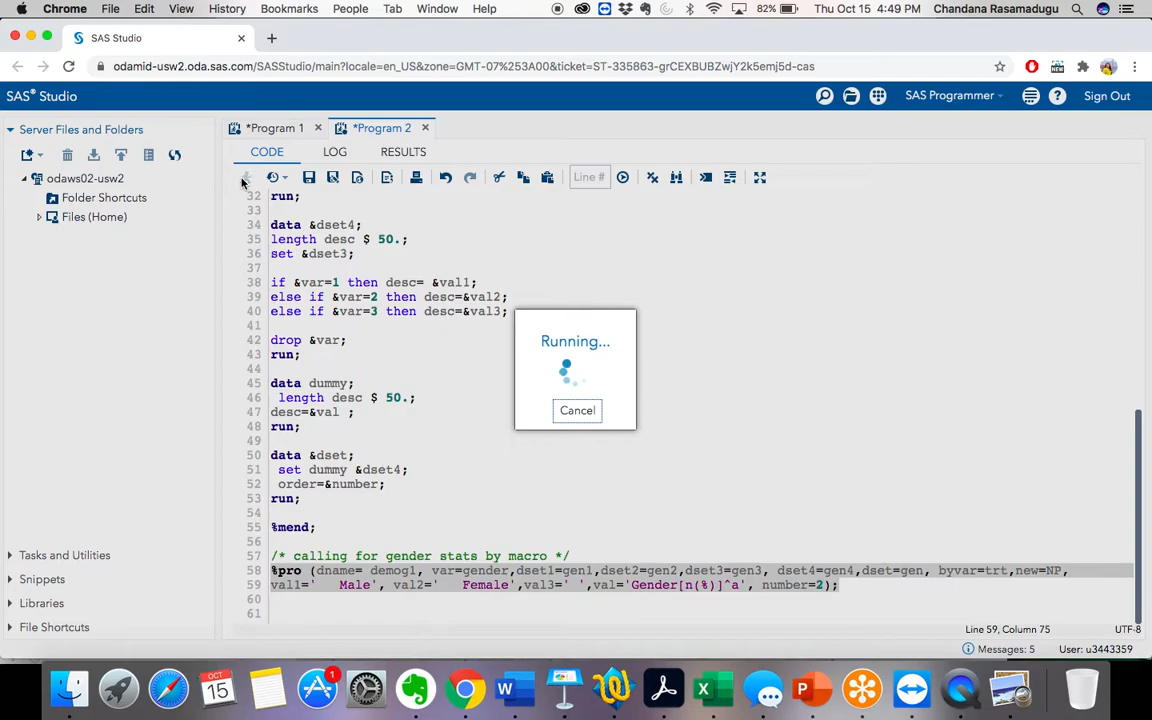 Chrome File Edit View History Bookmarks People Tab Window Help 82% Thu Oct 15 4:49 PM Chandana Rasamadugu
SAS Studio
odamid-usw2.oda.sas.com/SASStudio/main?locale=en_US&zone=GMT-07%253A00&ticket=ST-335863-grCEXBUBZwjY2k5emj5d-cas
SAS® Studio SAS Programmer Sign Out
Server Files and Folders
*Program 1 *Program 2
CODE LOG RESULTS
Line #
odaws02-usw2
Folder Shortcuts
Files (Home)
32 run;
33
34 data &dset4;
35 length desc $ 50.;
36 set &dset3;
37
38 if &var=1 then desc= &val1;
39 else if &var=2 then desc=&val2;
40 else if &var=3 then desc=&val3;
41
42 drop &var;
43 run;
44
45 data dummy;
46 length desc $ 50.;
47 desc=&val ;
48 run;
49
50 data &dset;
51 set dummy &dset4;
52 order=&number;
53 run;
54
55 %mend;
56
57 /* calling for gender stats by macro */
58 %pro (dname= demog1, var=gender,dset1=gen1,dset2=gen2,dset3=gen3, dset4=gen4,dset=gen, byvar=trt,new=NP,
59 val1='   Male', val2='   Female',val3=' ',val='Gender[n(%)]^a', number=2);
60
61
Running...
Cancel
Tasks and Utilities
Snippets
Libraries
File Shortcuts
Line 59, Column 75 UTF-8
Messages: 5 User: u3443359
OCT
15
1